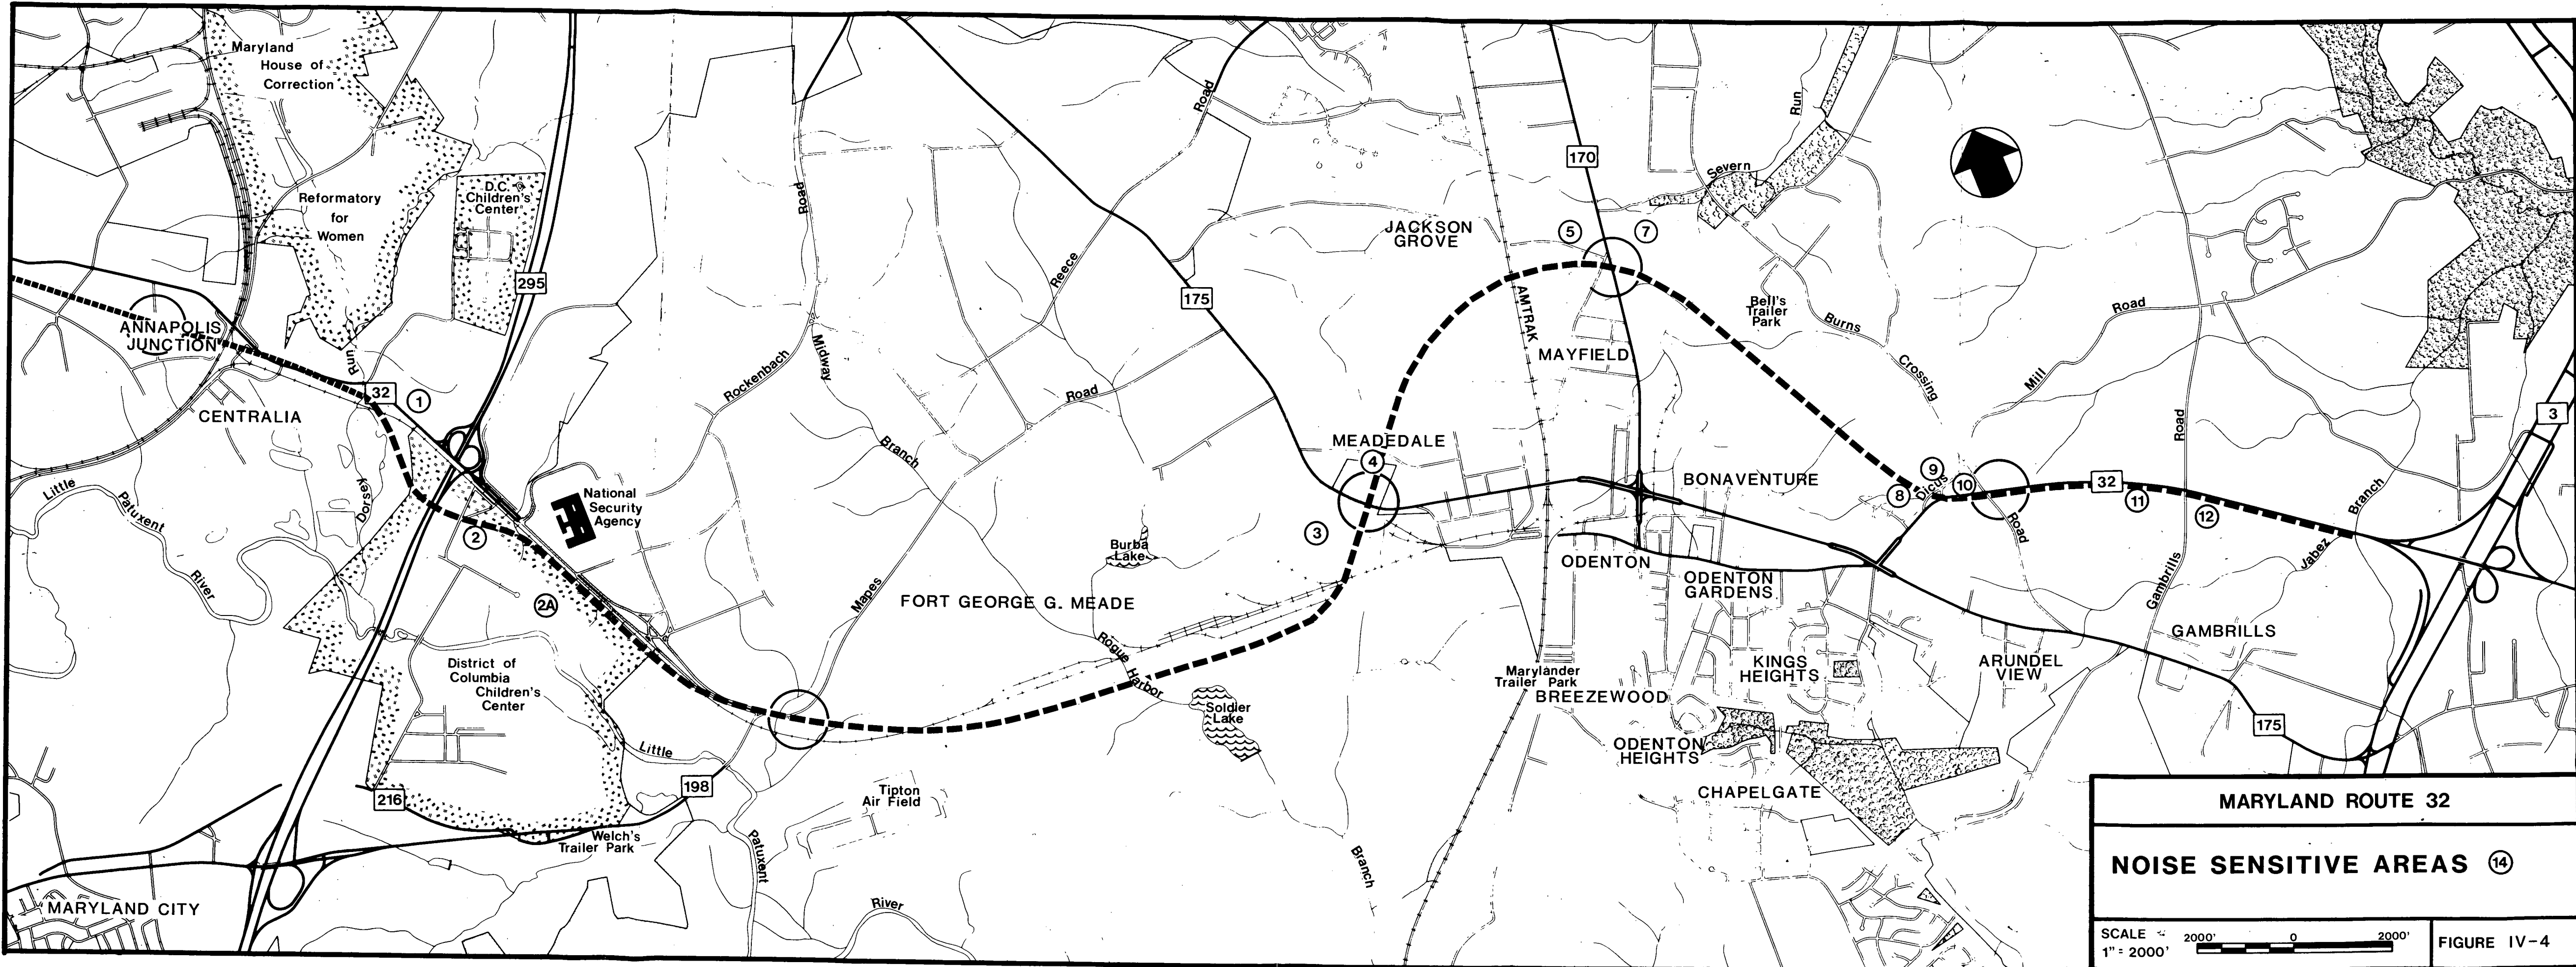 Maryland
House of
Correction
Reformatory
for
Women
D.C.
Children's
Center
295
ANNAPOLIS
JUNCTION
Run
32
1
CENTRALIA
Little
Patuxent
River
Dorsey
2
2A
National
Security
Agency
District of
Columbia
Children's
Center
216
198
Welch's
Trailer Park
MARYLAND CITY
Little
Patuxent
River
Tipton
Air Field
Road
Midway
Rockenbach
Branch
Road
Reece
Road
Mapes
FORT GEORGE G. MEADE
Burba
Lake
Rogue
Harbor
Soldier
Lake
Branch
175
JACKSON
GROVE
MEADEDALE
4
3
AMTRAK
5
7
170
MAYFIELD
Severn
Run
Bell's
Trailer
Park
Burns
Crossing
Road
BONAVENTURE
ODENTON
ODENTON
GARDENS
Marylander
Trailer Park
BREEZEWOOD
KINGS
HEIGHTS
ODENTON
HEIGHTS
CHAPELGATE
ARUNDEL
VIEW
8
9
Dicus
10
Mill
Road
32
11
12
Gambrills
Road
GAMBRILLS
Jabez
Branch
3
175
MARYLAND ROUTE 32
NOISE SENSITIVE AREAS 14
SCALE
1" = 2000'
2000' 0 2000'
FIGURE IV-4